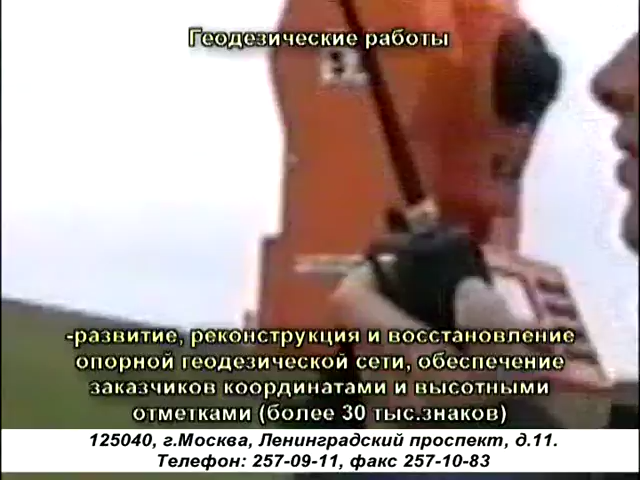 Геодезические работы
-развитие, реконструкция и восстановление
опорной геодезической сети, обеспечение
заказчиков координатами и высотными
отметками (более 30 тыс.знаков)
125040, г.Москва, Ленинградский проспект, д.11.
Телефон: 257-09-11, факс 257-10-83